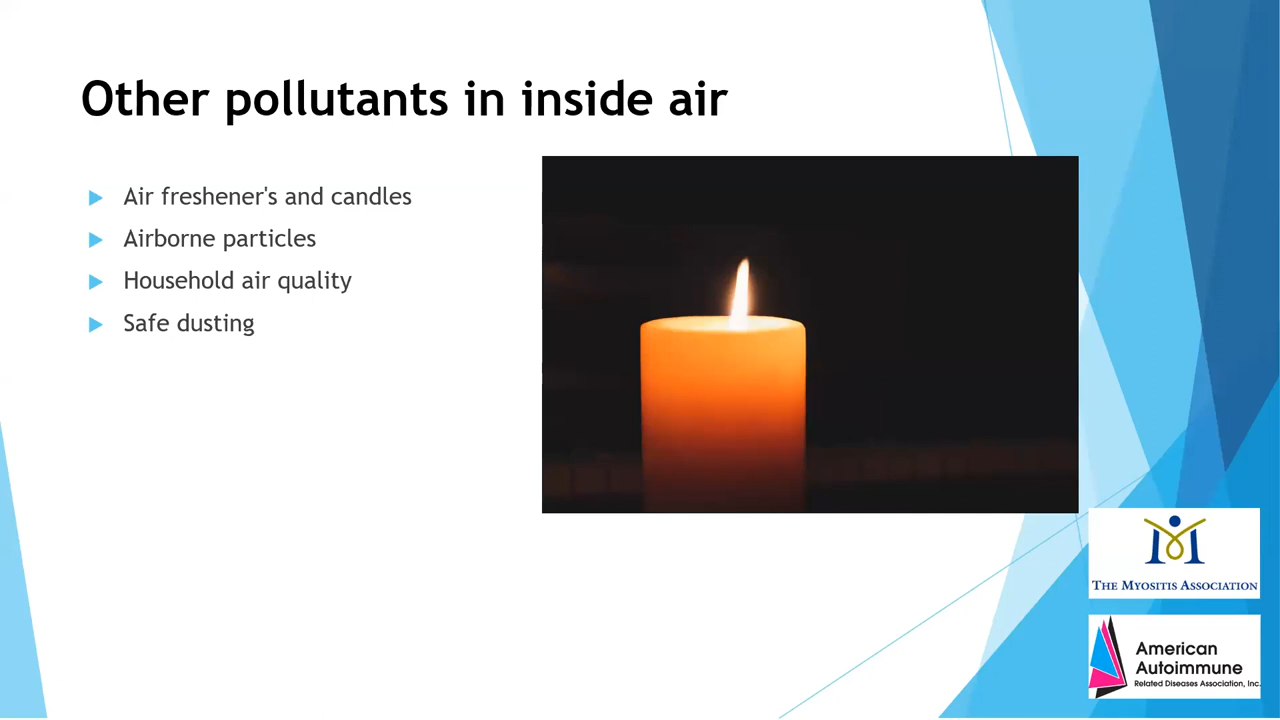 Other pollutants in inside air
Air freshener's and candles
Airborne particles
Household air quality
Safe dusting
The Myositis Association
American
Autoimmune
Related Diseases Association, Inc.